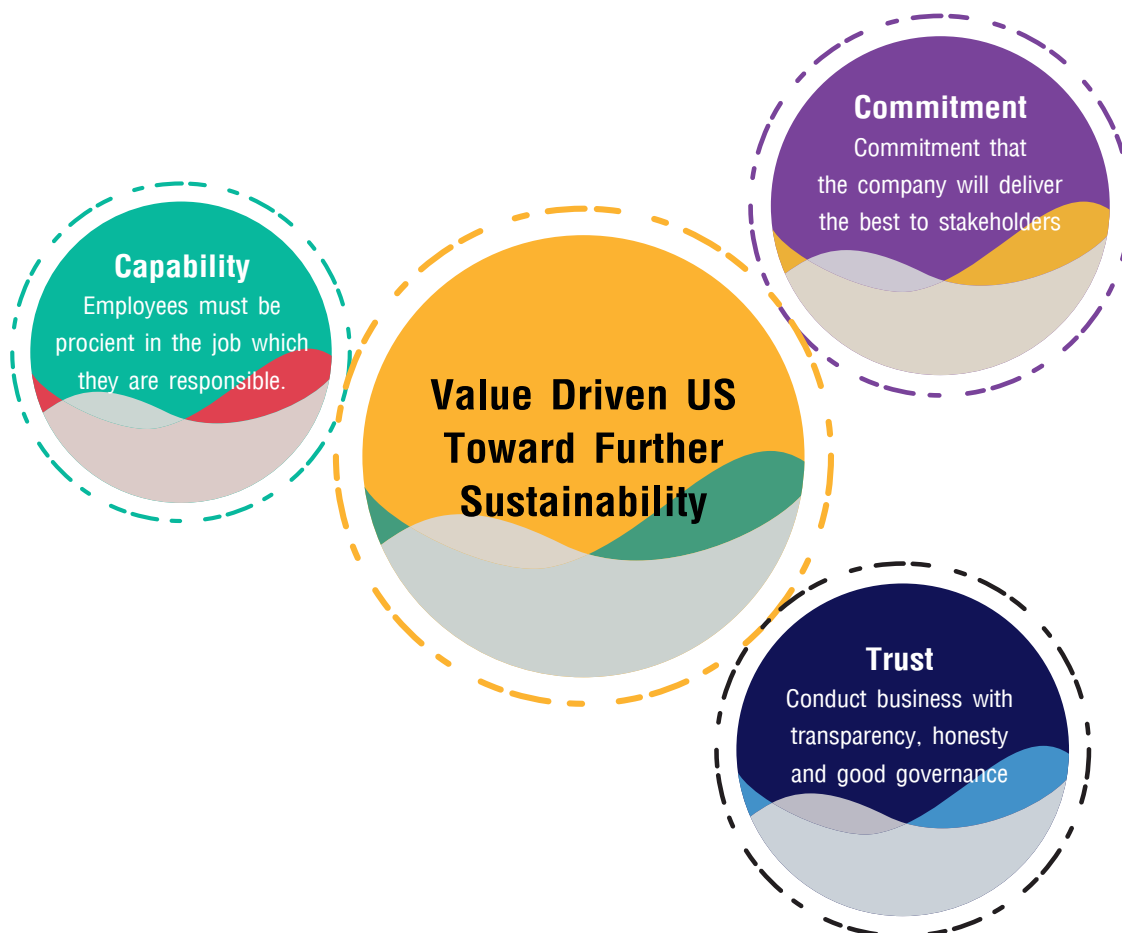 Commitment
Commitment that
the company will deliver
the best to stakeholders
Capability
Employees must be
procient in the job which
they are responsible.
Value Driven US
Toward Further
Sustainability
Trust
Conduct business with
transparency, honesty
and good governance